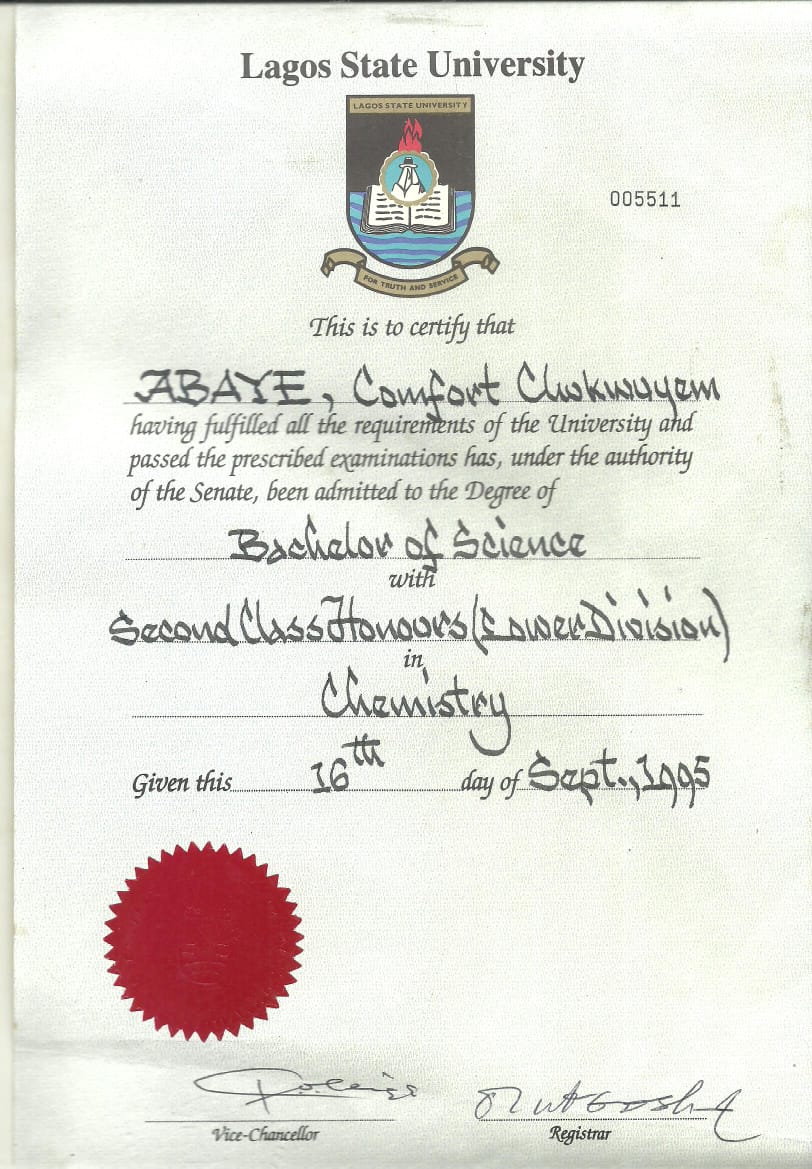 Lagos State University
LAGOS STATE UNIVERSITY
005511
FOR TRUTH AND SERVICE
This is to certify that
ABAYE, Comfort Chukwuyem
having fulfilled all the requirements of the University and
passed the prescribed examinations has, under the authority
of the Senate, been admitted to the Degree of
Bachelor of Science
with
Second Class Honours (Lower Division)
in
Chemistry
Given this 16th day of Sept., 1995
Vice-Chancellor
Registrar